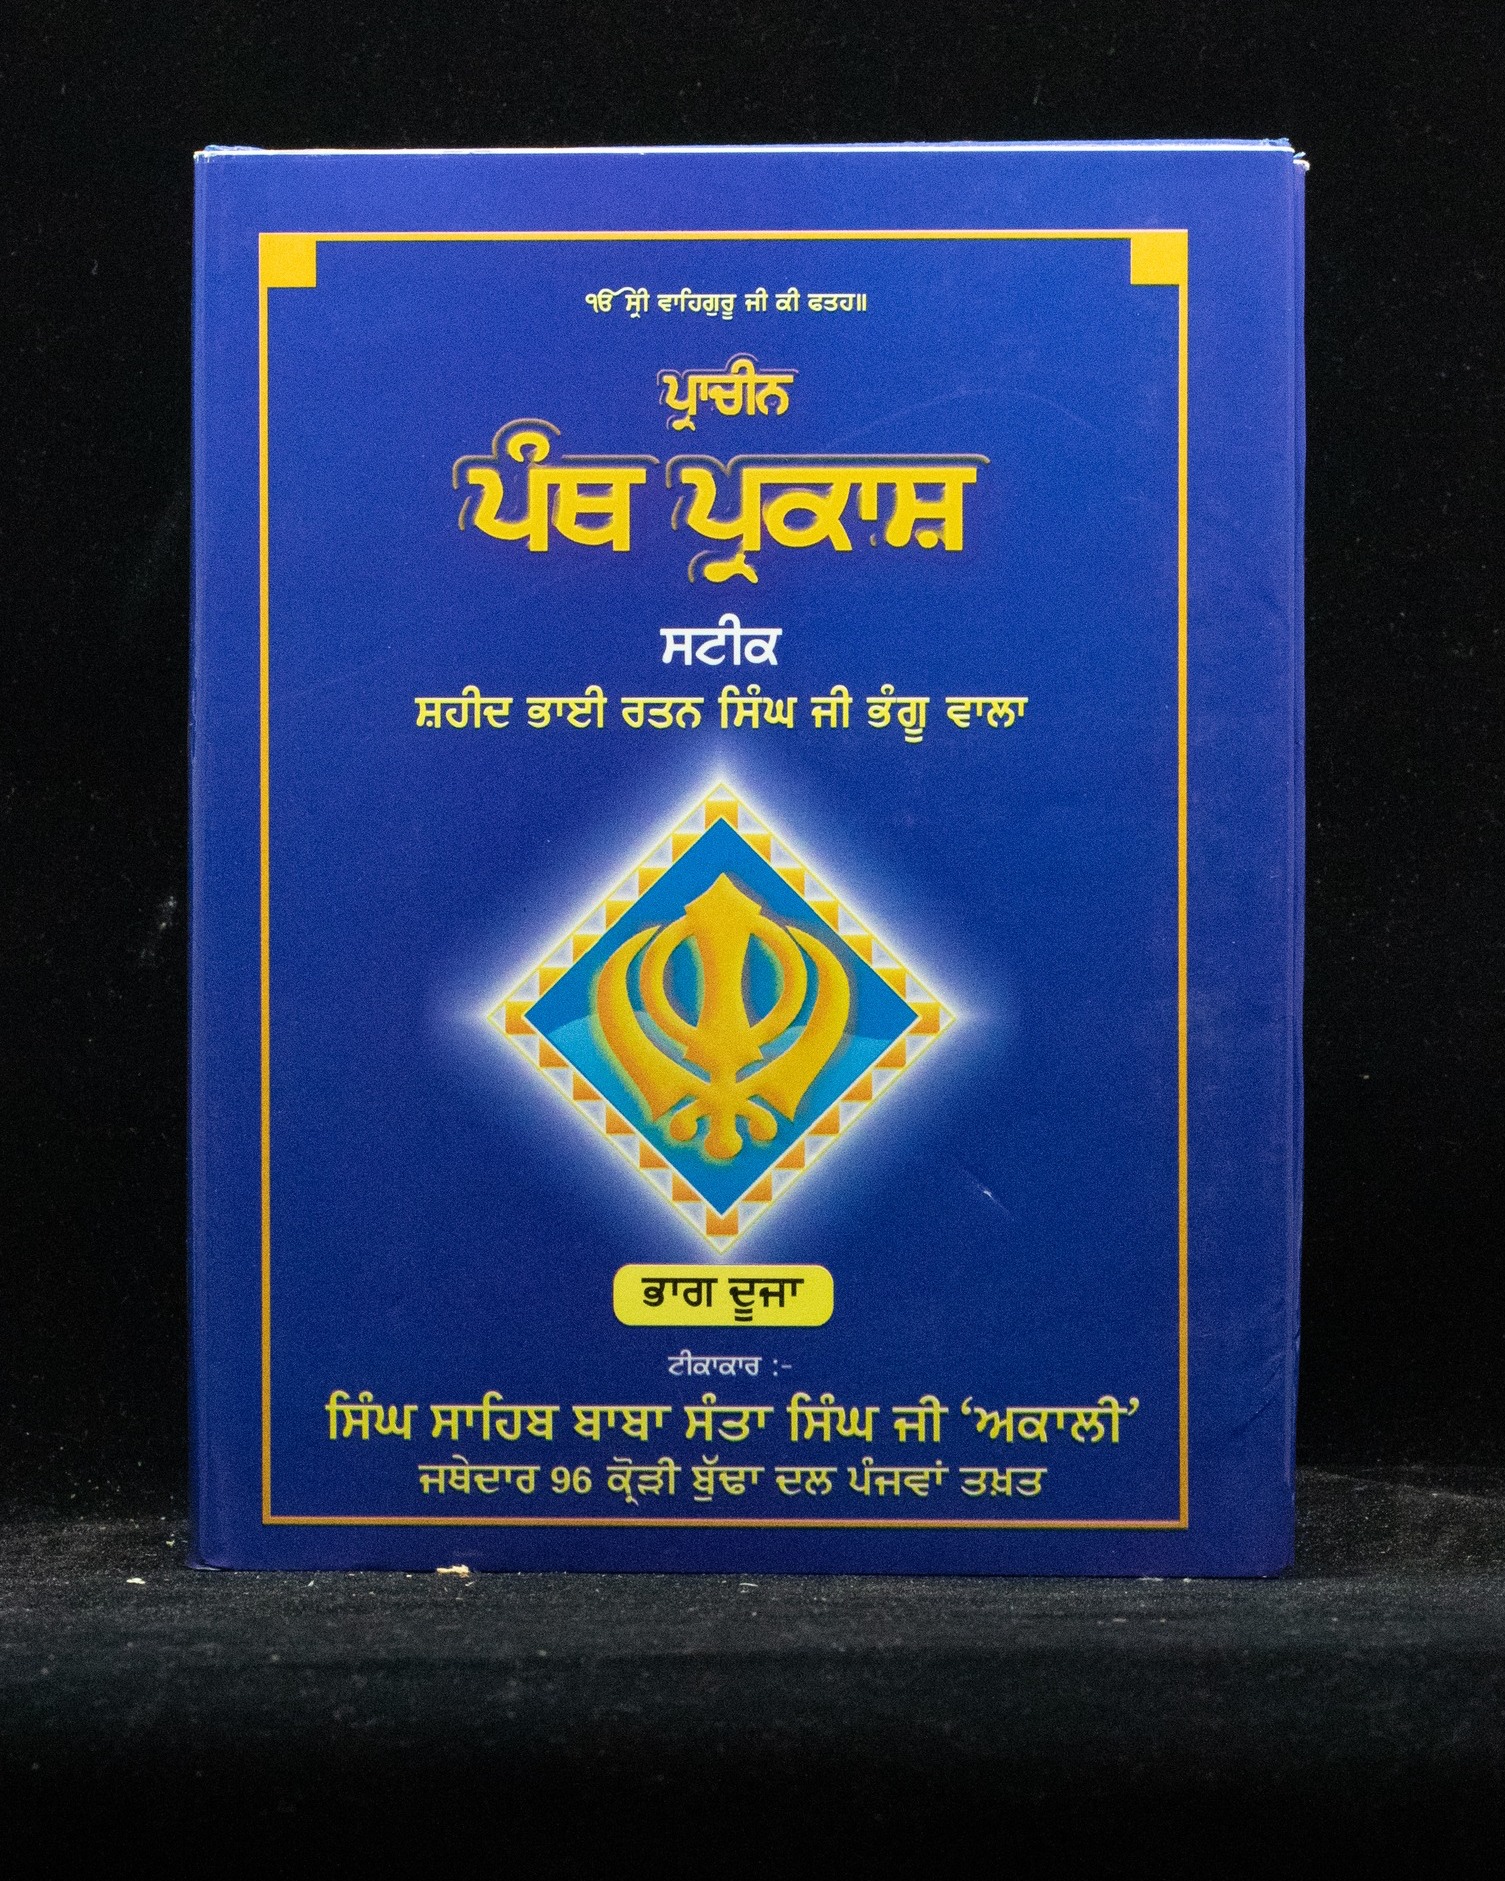 ੴ ਸ੍ਰੀ ਵਾਹਿਗੁਰੂ ਜੀ ਕੀ ਫਤਹ॥
ਪ੍ਰਾਚੀਨ
ਪੰਥ ਪ੍ਰਕਾਸ਼
ਸਟੀਕ
ਸ਼ਹੀਦ ਭਾਈ ਰਤਨ ਸਿੰਘ ਜੀ ਭੰਗੂ ਵਾਲਾ
ਭਾਗ ਦੂਜਾ
ਟੀਕਾਕਾਰ :-
ਸਿੰਘ ਸਾਹਿਬ ਬਾਬਾ ਸੰਤਾ ਸਿੰਘ ਜੀ ‘ਅਕਾਲੀ’
ਜਥੇਦਾਰ 96 ਕ੍ਰੋੜੀ ਬੁੱਢਾ ਦਲ ਪੰਜਵਾਂ ਤਖ਼ਤ